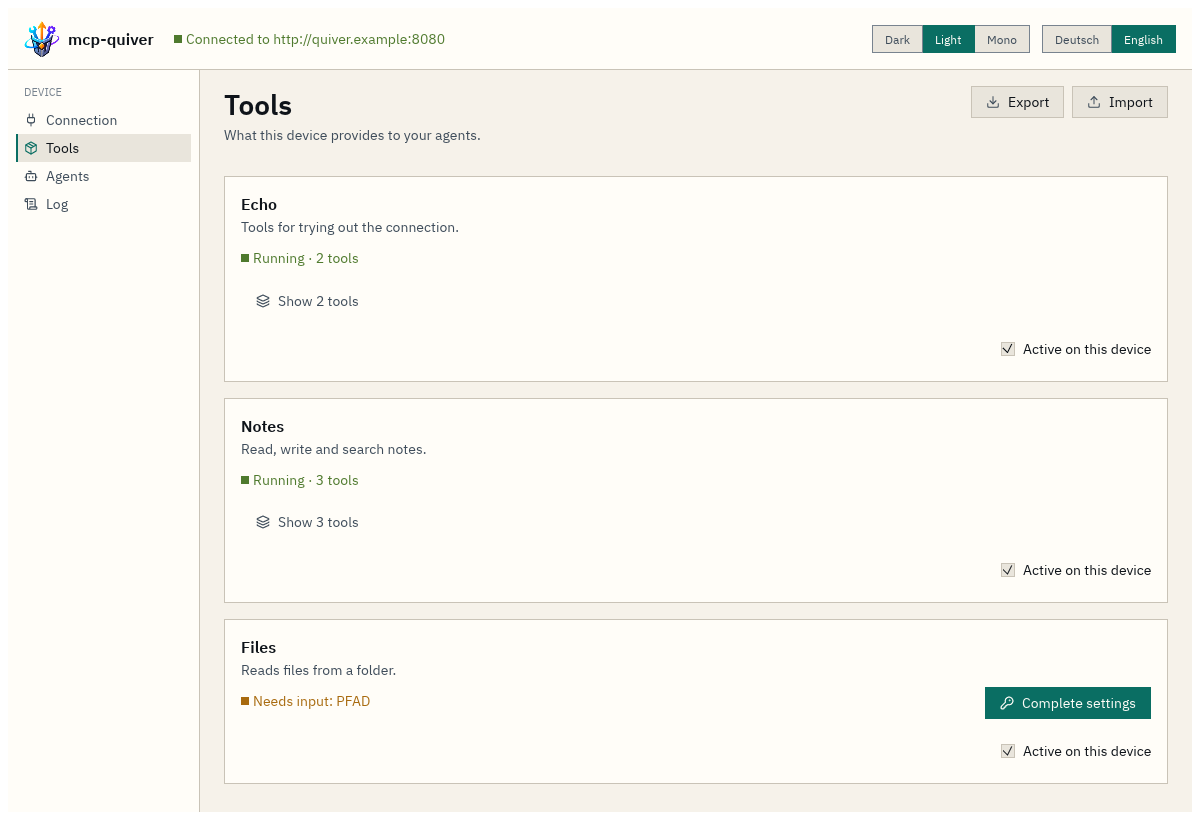 mcp-quiver
Connected to http://quiver.example:8080
Dark
Light
Mono
Deutsch
English
DEVICE
Connection
Tools
Agents
Log
Tools
What this device provides to your agents.
Export
Import
Echo
Tools for trying out the connection.
Running · 2 tools
Show 2 tools
Active on this device
Notes
Read, write and search notes.
Running · 3 tools
Show 3 tools
Active on this device
Files
Reads files from a folder.
Needs input: PFAD
Complete settings
Active on this device